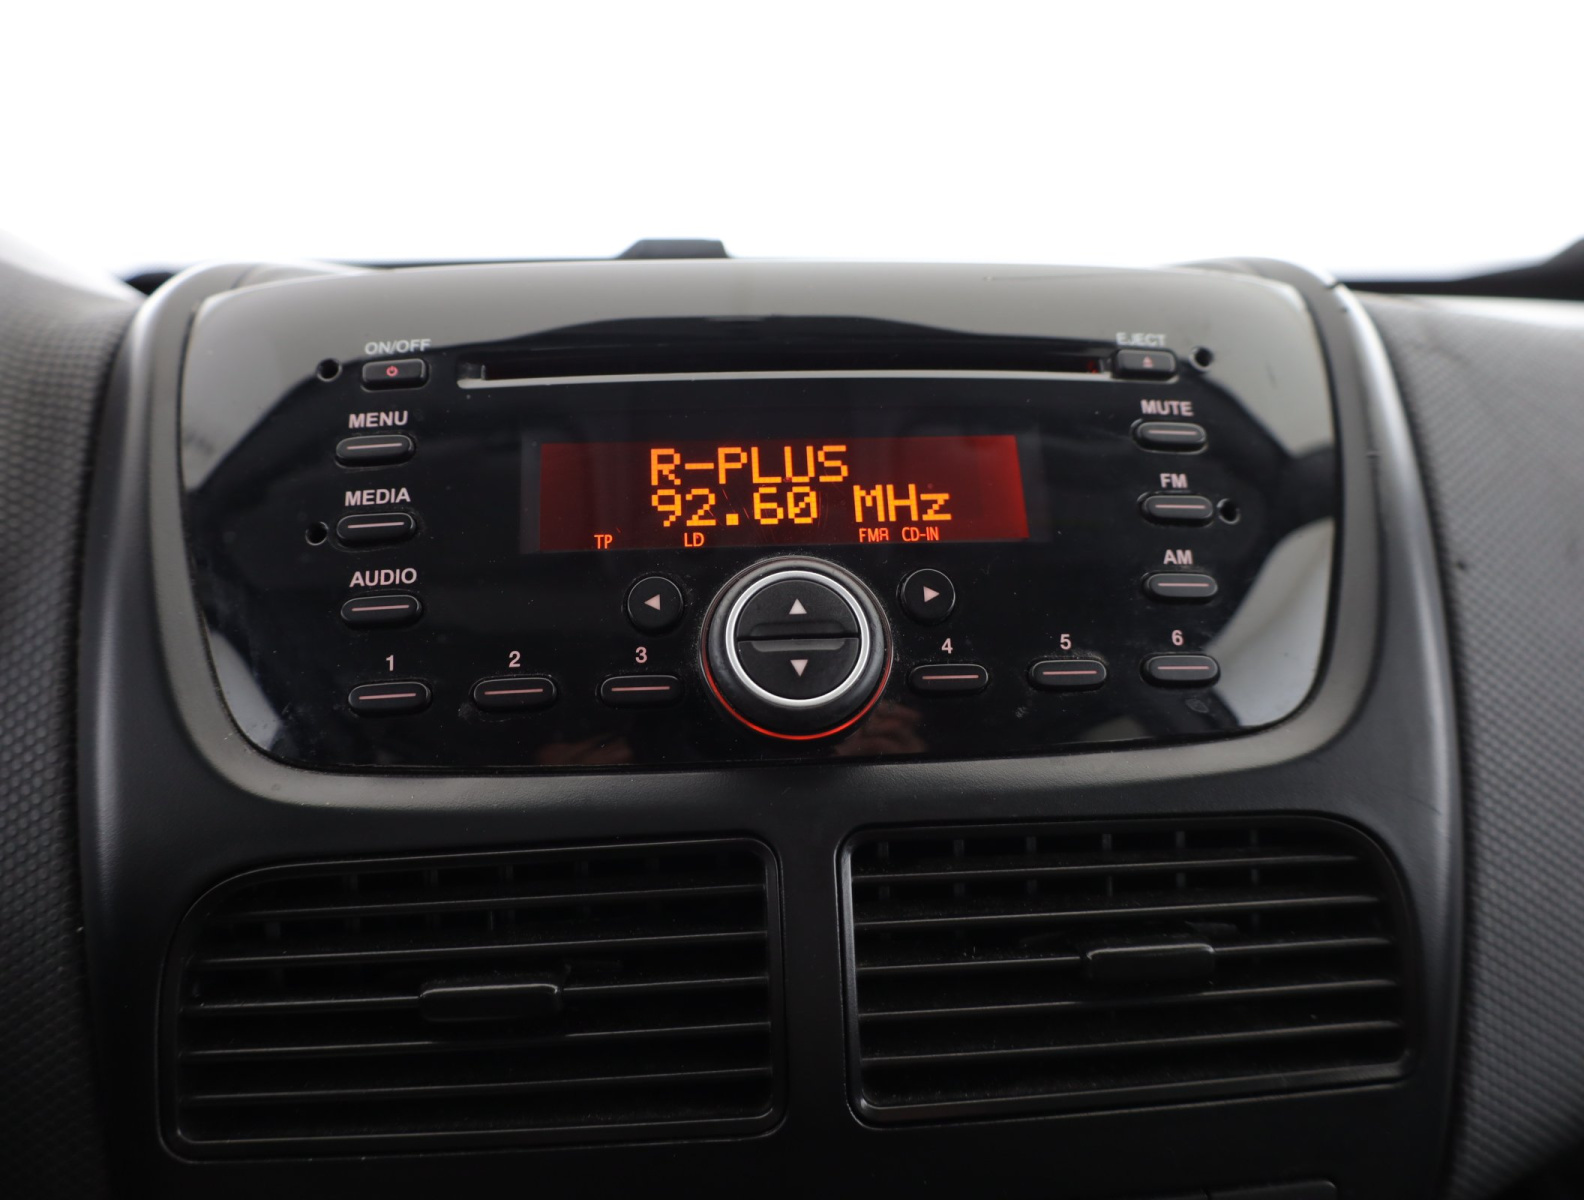 ON/OFF
EJECT
MENU
MUTE
R-PLUS
MEDIA
92.60 MHz
FM
TP LD FMA CD-IN
AUDIO
AM
1 2 3 4 5 6